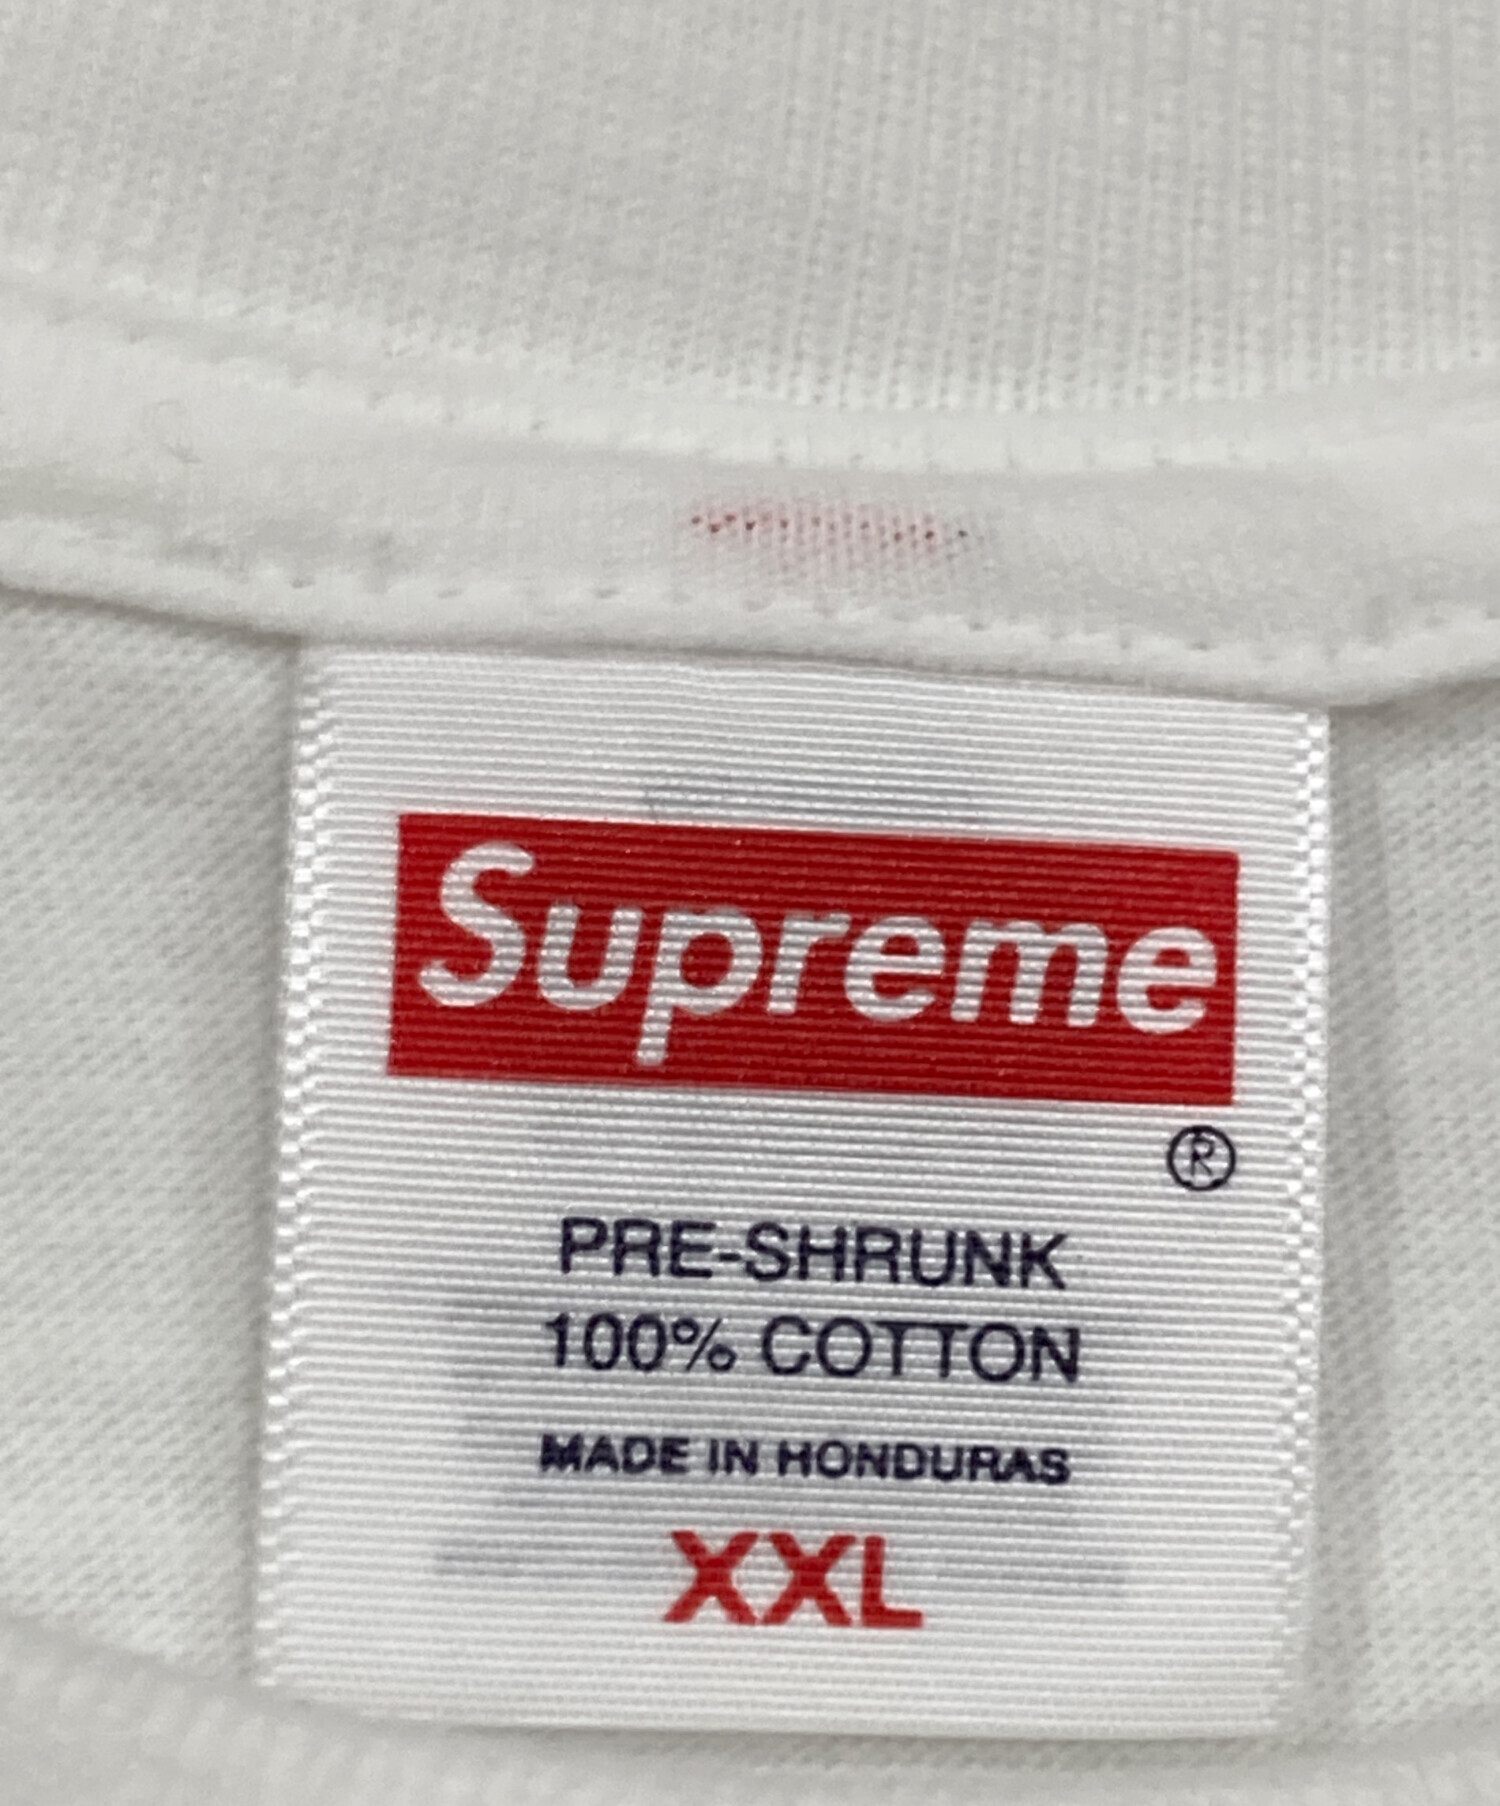 Supreme
®
PRE-SHRUNK
100% COTTON
MADE IN HONDURAS
XXL